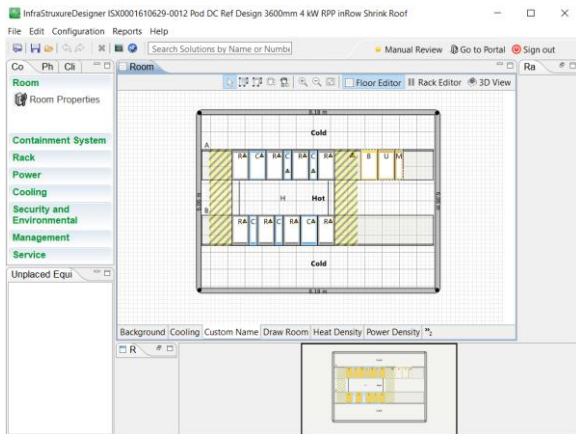 InfraStruxureDesigner ISX0001610629-0012 Pod DC Ref Design 3600mm 4 kW RPP inRow Shrink Roof
File Edit Configuration Reports Help
Search Solutions by Name or Numbe
Manual Review Go to Portal Sign out
Co Ph Cli
Room
Room Properties
Containment System
Rack
Power
Cooling
Security and
Environmental
Management
Service
Unplaced Equi
Room
Ra
Floor Editor Rack Editor 3D View
Cold
A
R C R C R C R B U M
H Hot
B
R C R C R C R
Cold
Background Cooling Custom Name Draw Room Heat Density Power Density »2
R